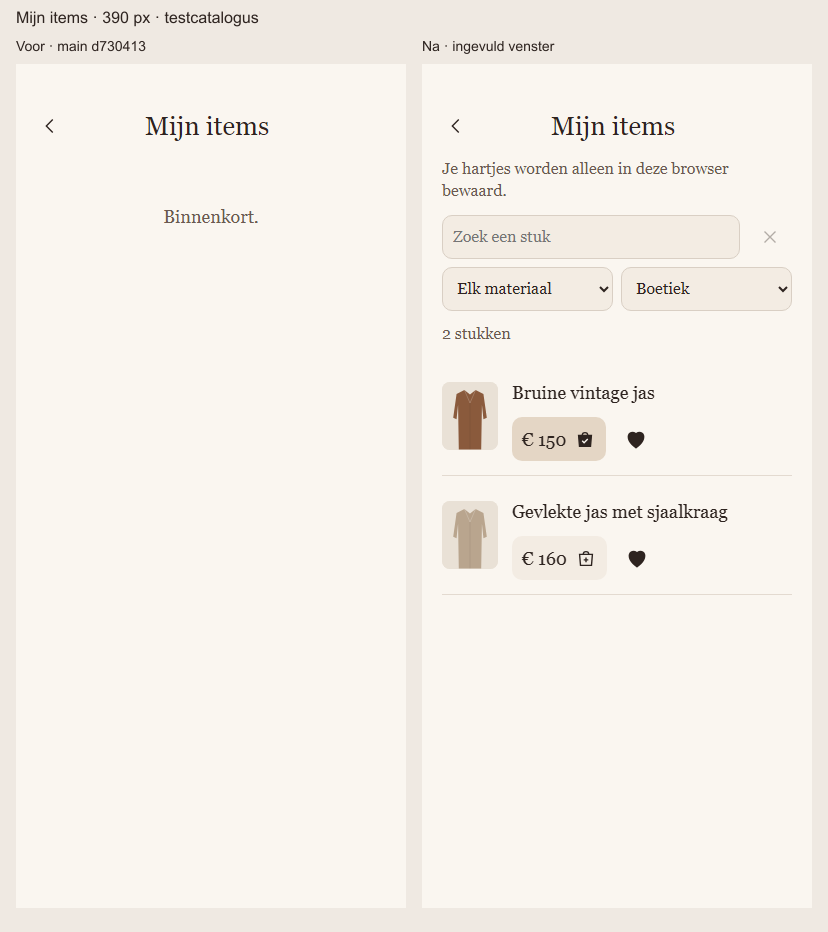 Mijn items · 390 px · testcatalogus
Voor · main d730413
Mijn items
Binnenkort.
Na · ingevuld venster
Mijn items
Je hartjes worden alleen in deze browser
bewaard.
Zoek een stuk
Elk materiaal
Boetiek
2 stukken
Bruine vintage jas
€ 150
Gevlekte jas met sjaalkraag
€ 160